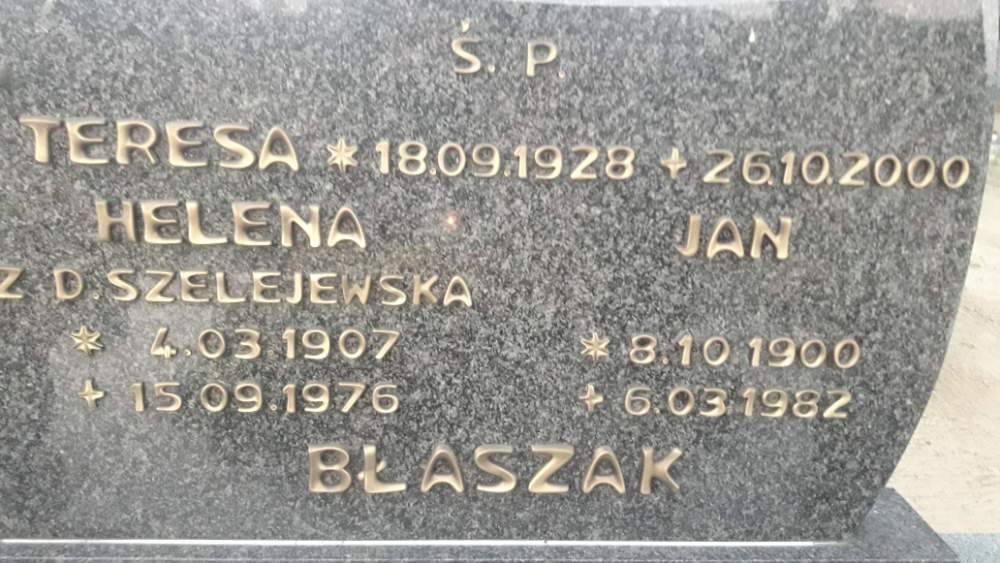 Ś. P.
TERESA * 18.09.1928 + 26.10.2000
HELENA JAN
Z D. SZELEJEWSKA
* 4.03.1907 * 8.10 1900
+ 15.09.1976 + 6.03.1982
BŁASZAK